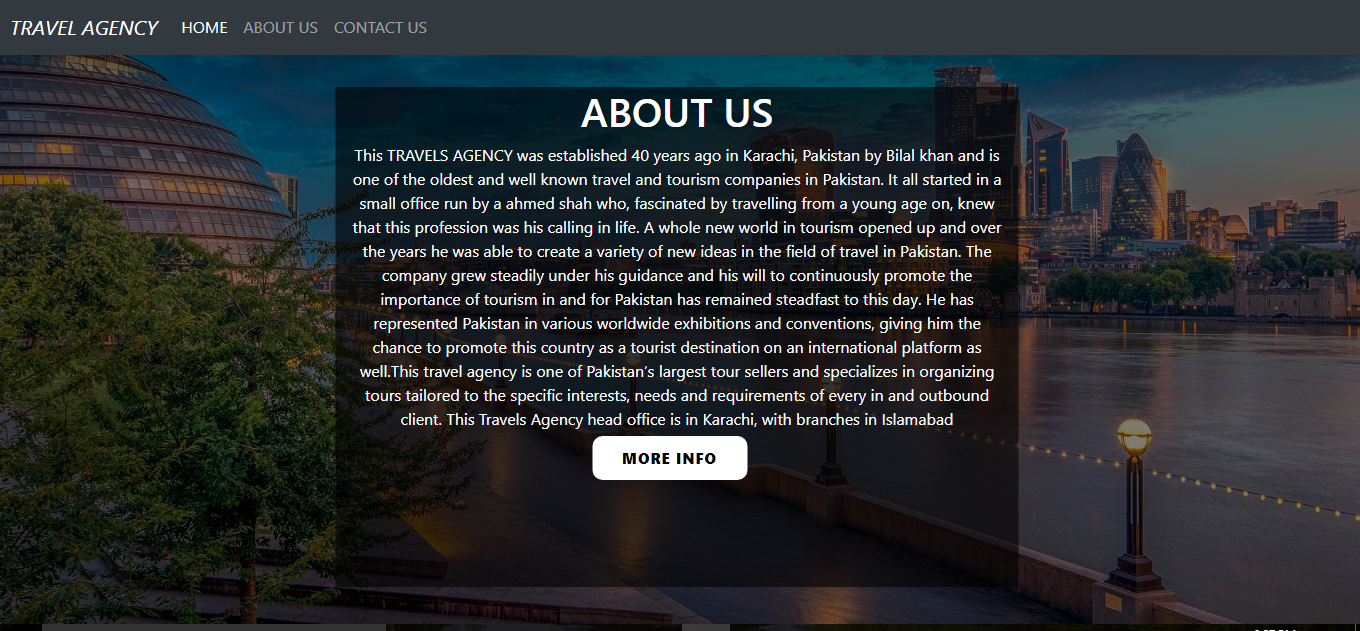 TRAVEL AGENCY HOME ABOUT US CONTACT US
ABOUT US
This TRAVELS AGENCY was established 40 years ago in Karachi, Pakistan by Bilal khan and is
one of the oldest and well known travel and tourism companies in Pakistan. It all started in a
small office run by a ahmed shah who, fascinated by travelling from a young age on, knew
that this profession was his calling in life. A whole new world in tourism opened up and over
the years he was able to create a variety of new ideas in the field of travel in Pakistan. The
company grew steadily under his guidance and his will to continuously promote the
importance of tourism in and for Pakistan has remained steadfast to this day. He has
represented Pakistan in various worldwide exhibitions and conventions, giving him the
chance to promote this country as a tourist destination on an international platform as
well.This travel agency is one of Pakistan's largest tour sellers and specializes in organizing
tours tailored to the specific interests, needs and requirements of every in and outbound
client. This Travels Agency head office is in Karachi, with branches in Islamabad
MORE INFO